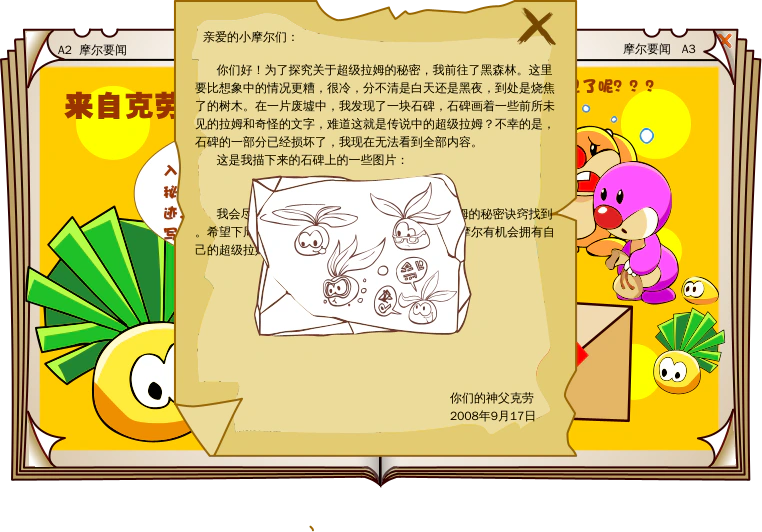 A2 摩尔要闻
摩尔要闻 A3
来自克劳
入
秘
迹
写
了呢？？？
亲爱的小摩尔们：
你们好！为了探究关于超级拉姆的秘密，我前往了黑森林。这里
要比想象中的情况更糟，很冷，分不清是白天还是黑夜，到处是烧焦
了的树木。在一片废墟中，我发现了一块石碑，石碑画着一些前所未
见的拉姆和奇怪的文字，难道这就是传说中的超级拉姆？不幸的是，
石碑的一部分已经损坏了，我现在无法看到全部内容。
这是我描下来的石碑上的一些图片：
我会尽 姆的秘密诀窍找到
。希望下 摩尔有机会拥有自
己的超级拉
你们的神父克劳
2008年9月17日